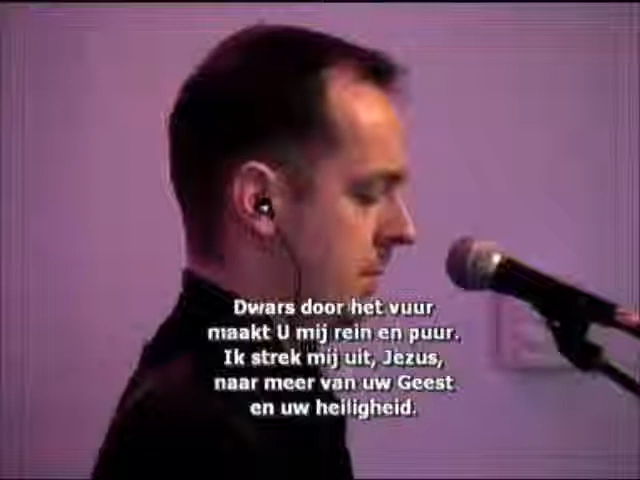 Dwars door het vuur
maakt U mij rein en puur.
Ik strek mij uit, Jezus,
naar meer van uw Geest
en uw heiligheid.